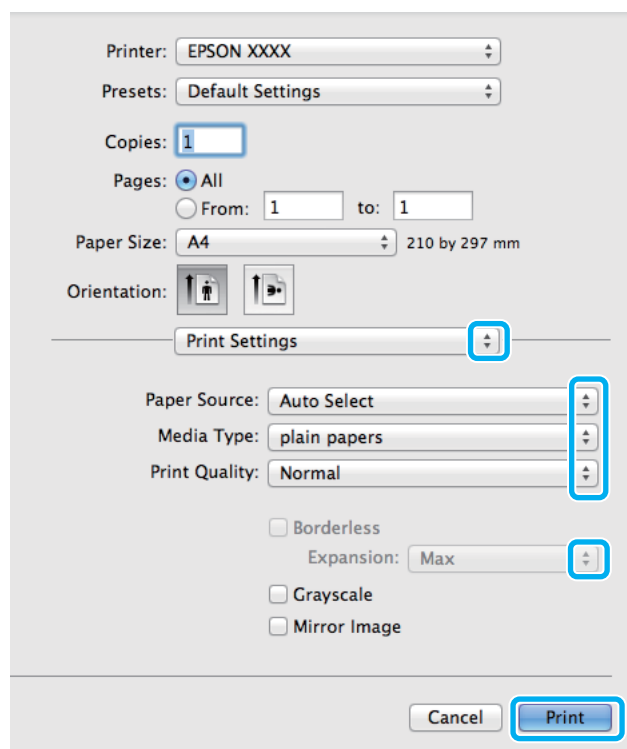 Printer: EPSON XXXX
Presets: Default Settings
Copies: 1
Pages: All
From: 1 to: 1
Paper Size: A4 210 by 297 mm
Orientation:
Print Settings
Paper Source: Auto Select
Media Type: plain papers
Print Quality: Normal
Borderless
Expansion: Max
Grayscale
Mirror Image
Cancel Print